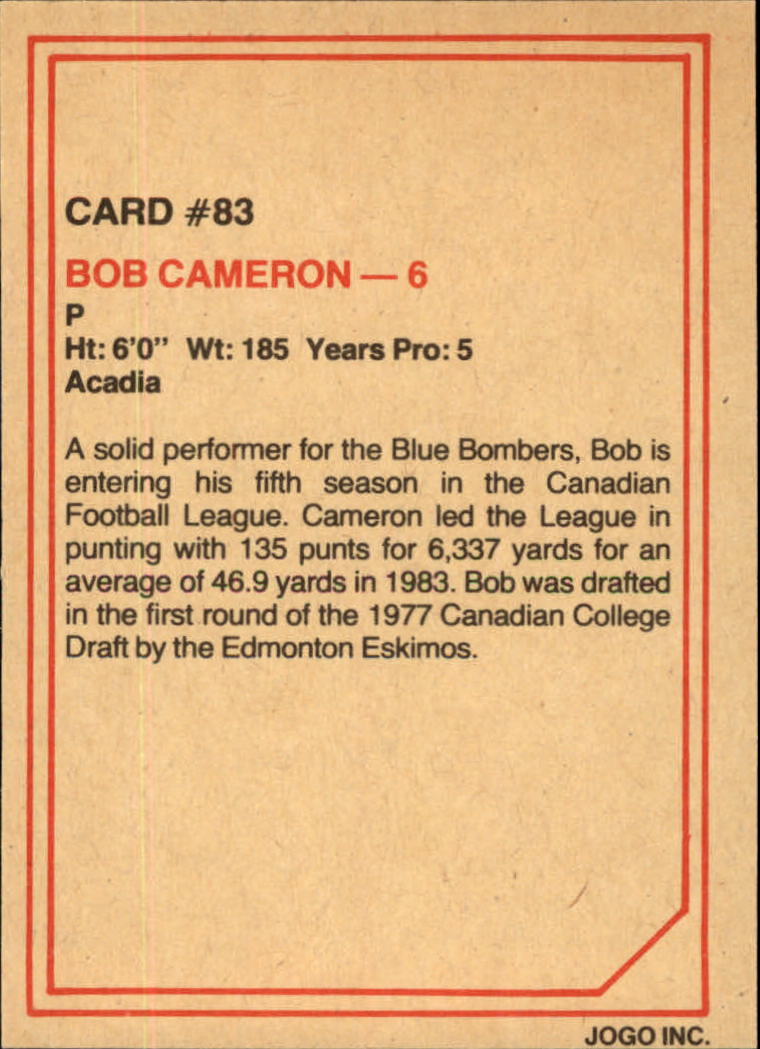 CARD #83
BOB CAMERON — 6
P
Ht: 6'0'' Wt: 185 Years Pro: 5
Acadia
A solid performer for the Blue Bombers, Bob is
entering his fifth season in the Canadian
Football League. Cameron led the League in
punting with 135 punts for 6,337 yards for an
average of 46.9 yards in 1983. Bob was drafted
in the first round of the 1977 Canadian College
Draft by the Edmonton Eskimos.
JOGO INC.